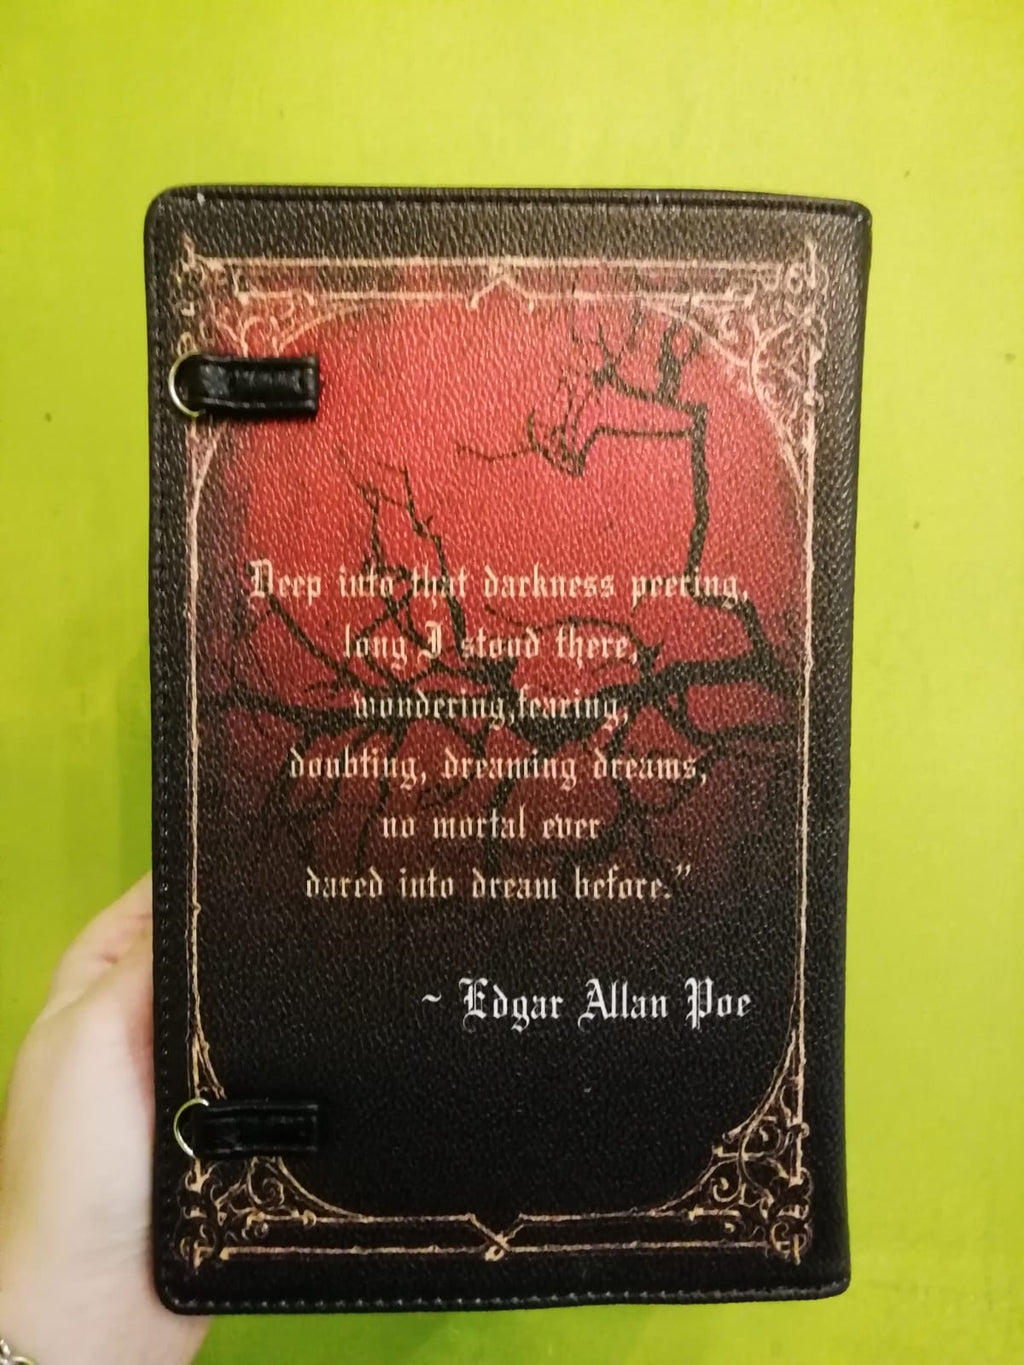 Deep into that darkness peering,
long I stood there,
wondering,fearing,
doubting, dreaming dreams,
no mortal ever
dared into dream before."
~ Edgar Allan Poe